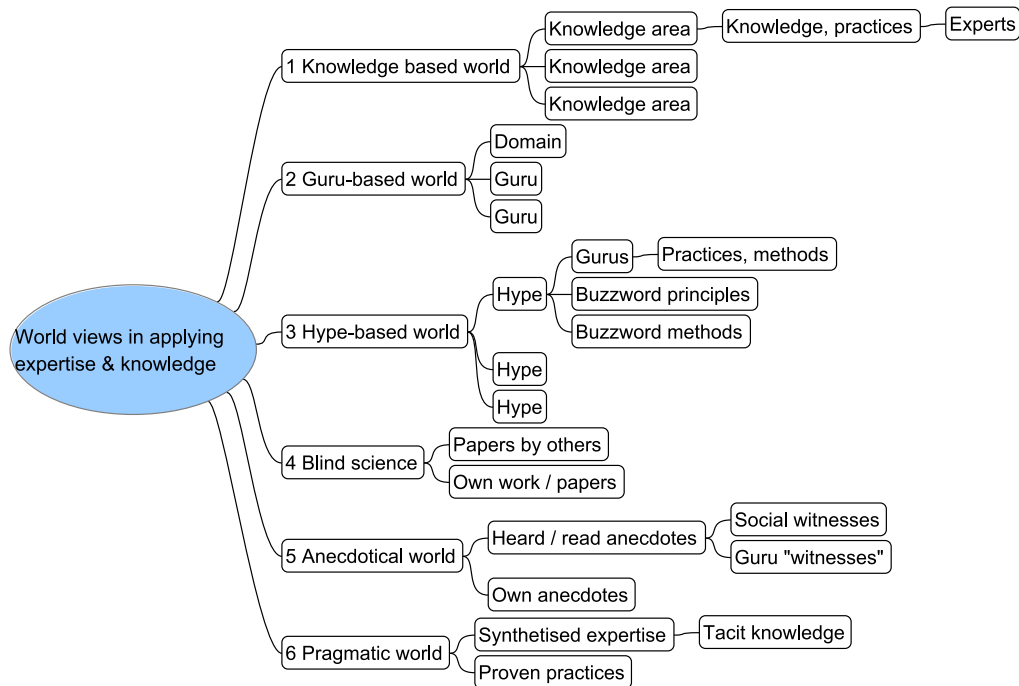 World views in applying
expertise & knowledge
1 Knowledge based world
Knowledge area
Knowledge, practices
Experts
Knowledge area
Knowledge area
2 Guru-based world
Domain
Guru
Guru
3 Hype-based world
Hype
Gurus
Practices, methods
Buzzword principles
Buzzword methods
Hype
Hype
4 Blind science
Papers by others
Own work / papers
5 Anecdotical world
Heard / read anecdotes
Social witnesses
Guru "witnesses"
Own anecdotes
6 Pragmatic world
Synthetised expertise
Tacit knowledge
Proven practices